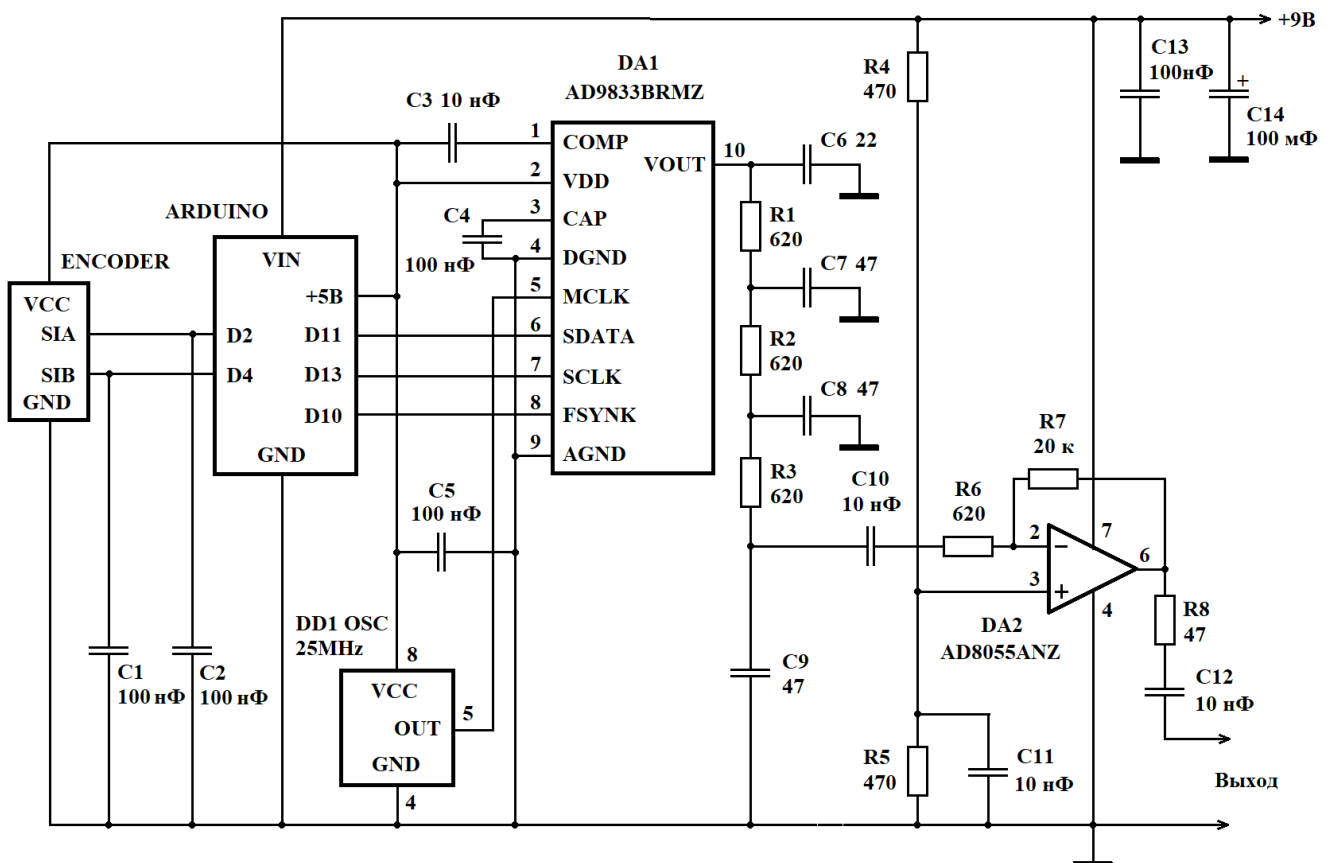 +9В
C13
100нФ
+
C14
100 мФ
R4
470
DA1
AD9833BRMZ
C3 10 нФ
1
COMP
2
VDD
3
CAP
4
DGND
5
MCLK
6
SDATA
7
SCLK
8
FSYNK
9
AGND
VOUT
10
C6 22
R1
620
C7 47
R2
620
C8 47
R3
620
C4
100 нФ
ARDUINO
VIN
+5В
D2
D11
D4
D13
D10
GND
ENCODER
VCC
SIA
SIB
GND
C5
100 нФ
C10
10 нФ
R6
620
R7
20 к
2
−
3
+
7
6
4
DA2
AD8055ANZ
R8
47
C12
10 нФ
DD1 OSC
25MHz
8
VCC
OUT
5
GND
4
C1
100 нФ
C2
100 нФ
C9
47
R5
470
C11
10 нФ
Выход